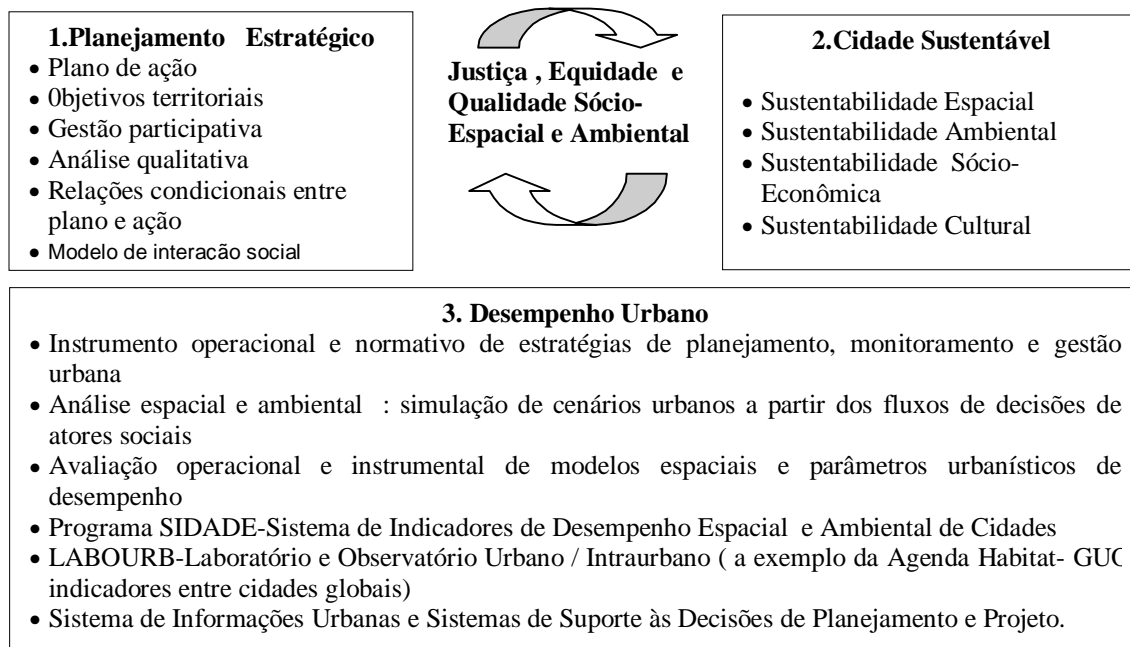 1.Planejamento Estratégico
• Plano de ação
• 0bjetivos territoriais
• Gestão participativa
• Análise qualitativa
• Relações condicionais entre
plano e ação
• Modelo de interacão social
Justiça , Equidade e
Qualidade Sócio-
Espacial e Ambiental
2.Cidade Sustentável
• Sustentabilidade Espacial
• Sustentabilidade Ambiental
• Sustentabilidade Sócio-
Econômica
• Sustentabilidade Cultural
3. Desempenho Urbano
• Instrumento operacional e normativo de estratégias de planejamento, monitoramento e gestão
urbana
• Análise espacial e ambiental : simulação de cenários urbanos a partir dos fluxos de decisões de
atores sociais
• Avaliação operacional e instrumental de modelos espaciais e parâmetros urbanísticos de
desempenho
• Programa SIDADE-Sistema de Indicadores de Desempenho Espacial e Ambiental de Cidades
• LABOURB-Laboratório e Observatório Urbano / Intraurbano ( a exemplo da Agenda Habitat-
indicadores entre cidades globais)
• Sistema de Informações Urbanas e Sistemas de Suporte às Decisões de Planejamento e Projeto.